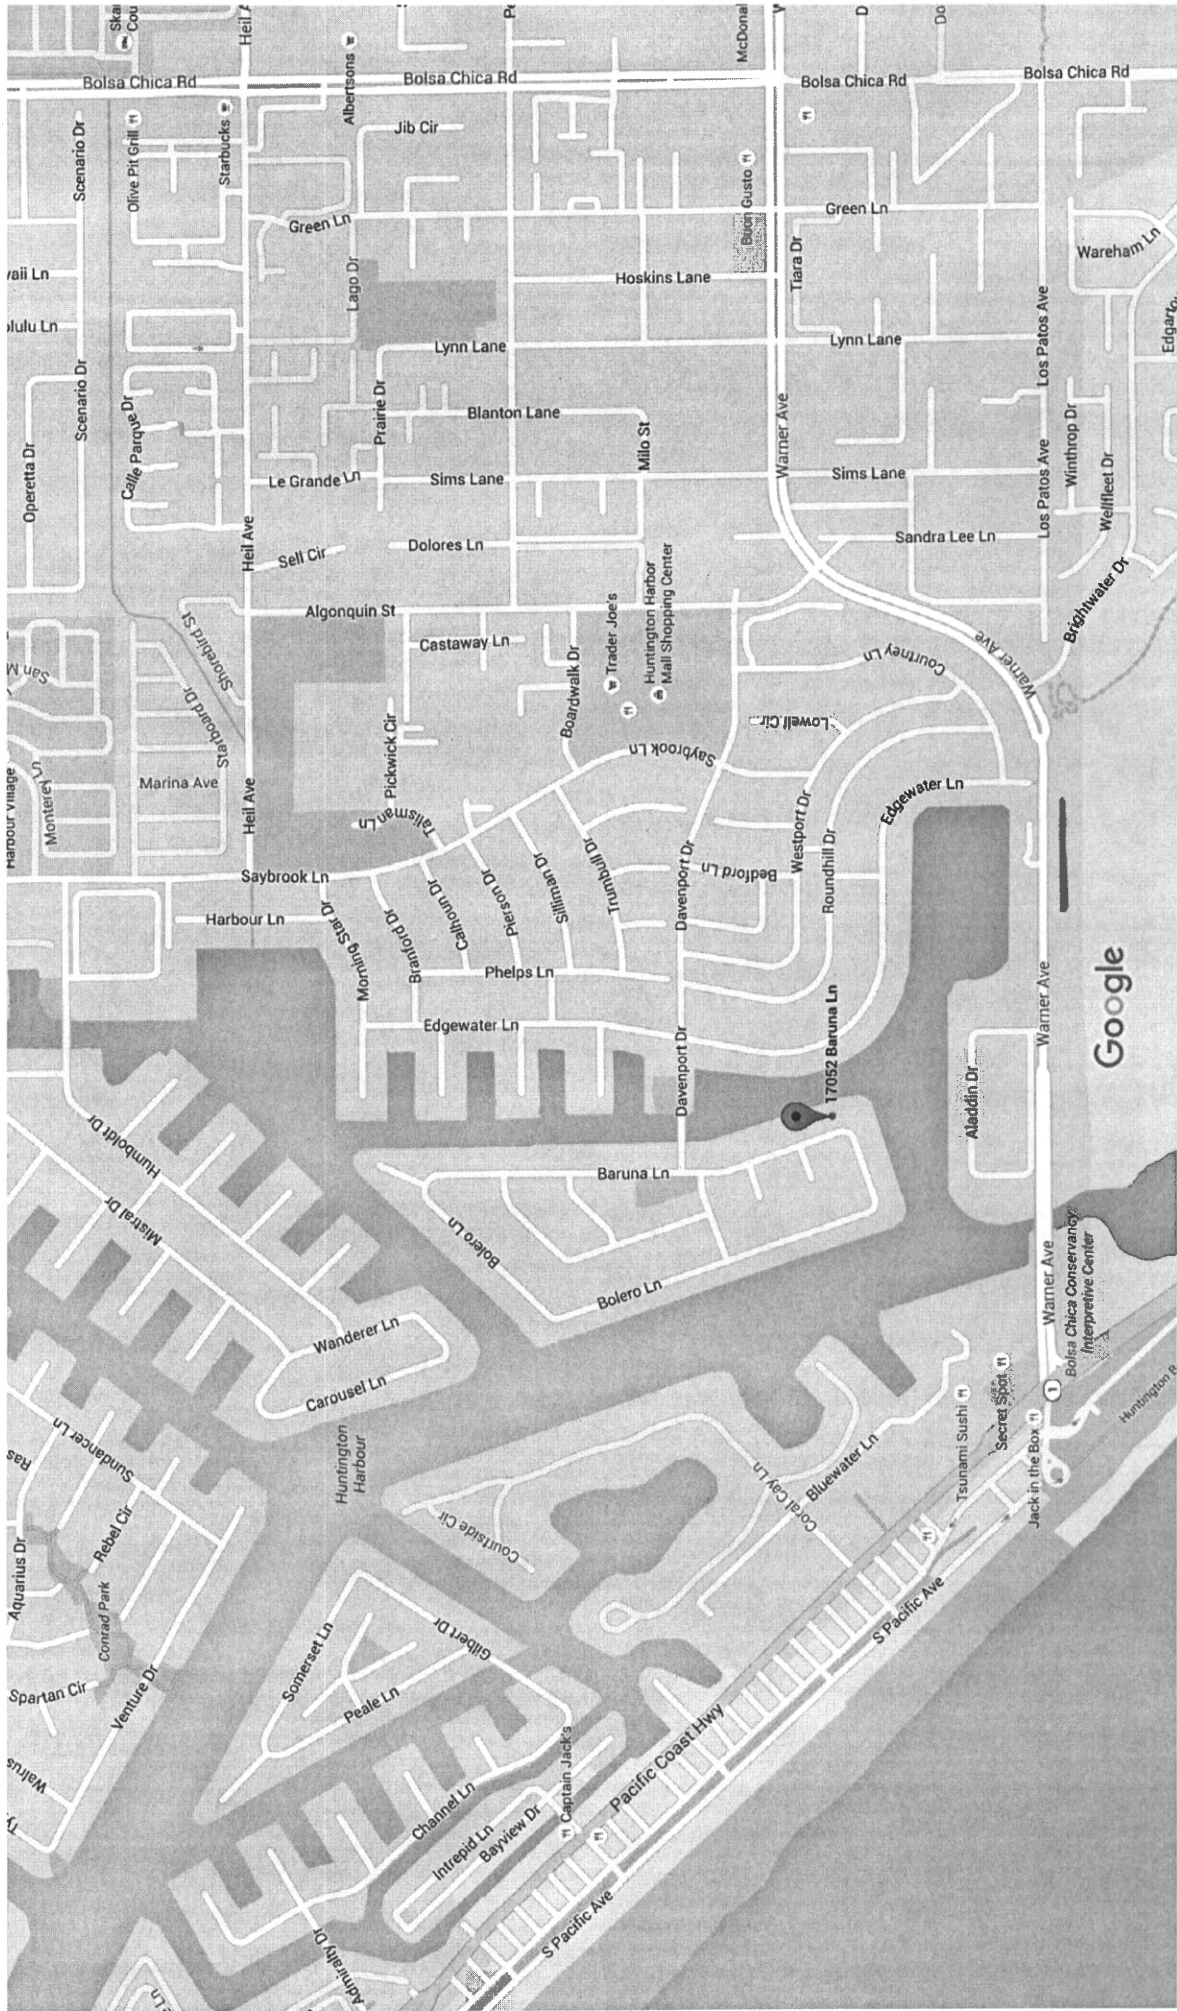 Bolsa Chica Rd
Bolsa Chica Rd
Bolsa Chica Rd
Bolsa Chica Rd
Scenario Dr
Olive Pit Grill
Starbucks
Albertsons
Jib Cir
Green Ln
Lago Dr
Buon Gusto
Green Ln
Wareham Ln
Hoskins Lane
Tiara Dr
Lynn Lane
Lynn Lane
Los Patos Ave
Scenario Dr
Operetta Dr
Calle Parque Dr
Prairie Dr
Blanton Lane
Milo St
Warner Ave
Winthrop Dr
Le Grande Ln
Sims Lane
Sims Lane
Los Patos Ave
Wellfleet Dr
Heil Ave
Sell Cir
Dolores Ln
Sandra Lee Ln
Brightwater Dr
Shorebird St
Algonquin St
Castaway Ln
Boardwalk Dr
Trader Joe's
Huntington Harbor
Mall Shopping Center
Courtney Ln
Warner Ave
Warner Ave
Starboard Dr
Marina Ave
Heil Ave
Pickwick Cir
Talisman Ln
Saybrook Ln
Lowell Cir
Edgewater Ln
Harbour Village
Monterey Ln
Saybrook Ln
Harbour Ln
Morning Star Dr
Branford Dr
Calhoun Dr
Pierson Dr
Silliman Dr
Trumbull Dr
Davenport Dr
Bedford Ln
Westport Dr
Roundhill Dr
Phelps Ln
Edgewater Ln
Davenport Dr
17052 Baruna Ln
Warner Ave
Google
Aladdin Dr
Humboldt Dr
Mistral Dr
Baruna Ln
Bolero Ln
Bolero Ln
Wanderer Ln
Carousel Ln
Warner Ave
Bolsa Chica Conservancy
Interpretive Center
Secret Spot
1
Tsunami Sushi
Jack in the Box
Huntington B
Sundancer Ln
Huntington
Harbour
Courtside Cir
Coral Cay Ln
Bluewater Ln
Aquarius Dr
Rebel Cir
Conrad Park
Spartan Cir
Venture Dr
Somerset Ln
Peale Ln
Gilbert Dr
S Pacific Ave
Pacific Coast Hwy
Captain Jack's
Walrus
Channel Ln
Intrepid Ln
Bayview Dr
Admiralty Dr
S Pacific Ave